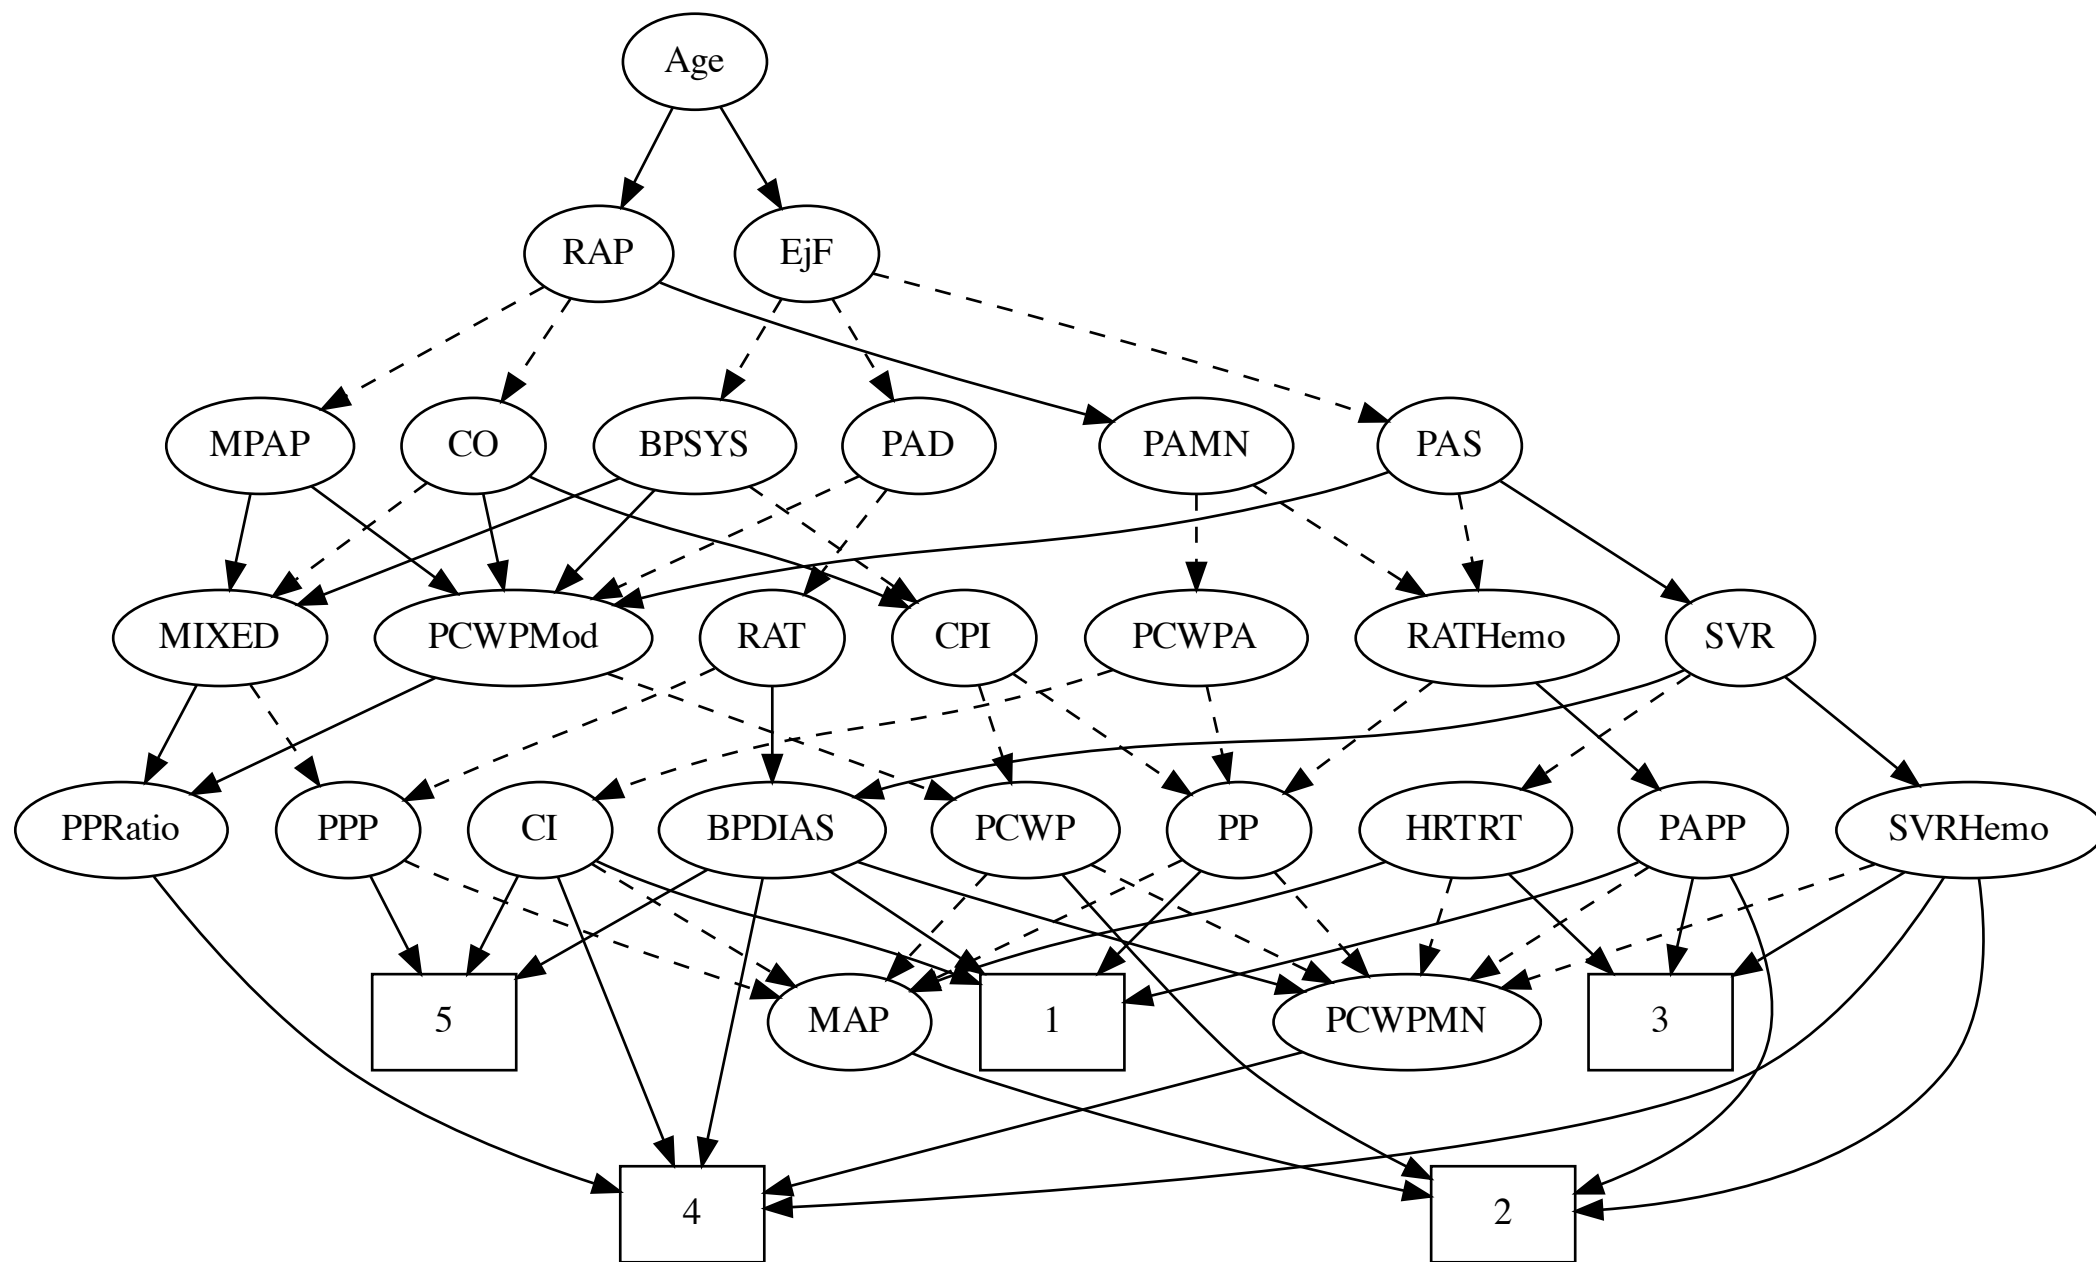 Age
RAP
EjF
MPAP
CO
BPSYS
PAD
PAMN
PAS
MIXED
PCWPMod
RAT
CPI
PCWPA
RATHemo
SVR
PPRatio
PPP
CI
BPDIAS
PCWP
PP
HRTRT
PAPP
SVRHemo
5
MAP
1
PCWPMN
3
4
2